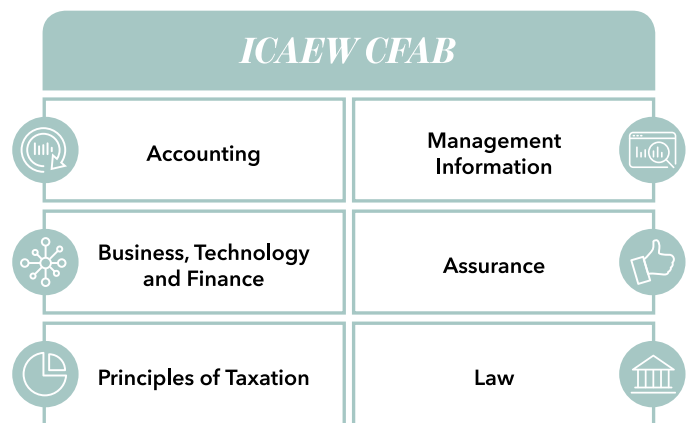 ICAEW CFAB
Accounting
Management
Information
Business, Technology
and Finance
Assurance
Principles of Taxation
Law